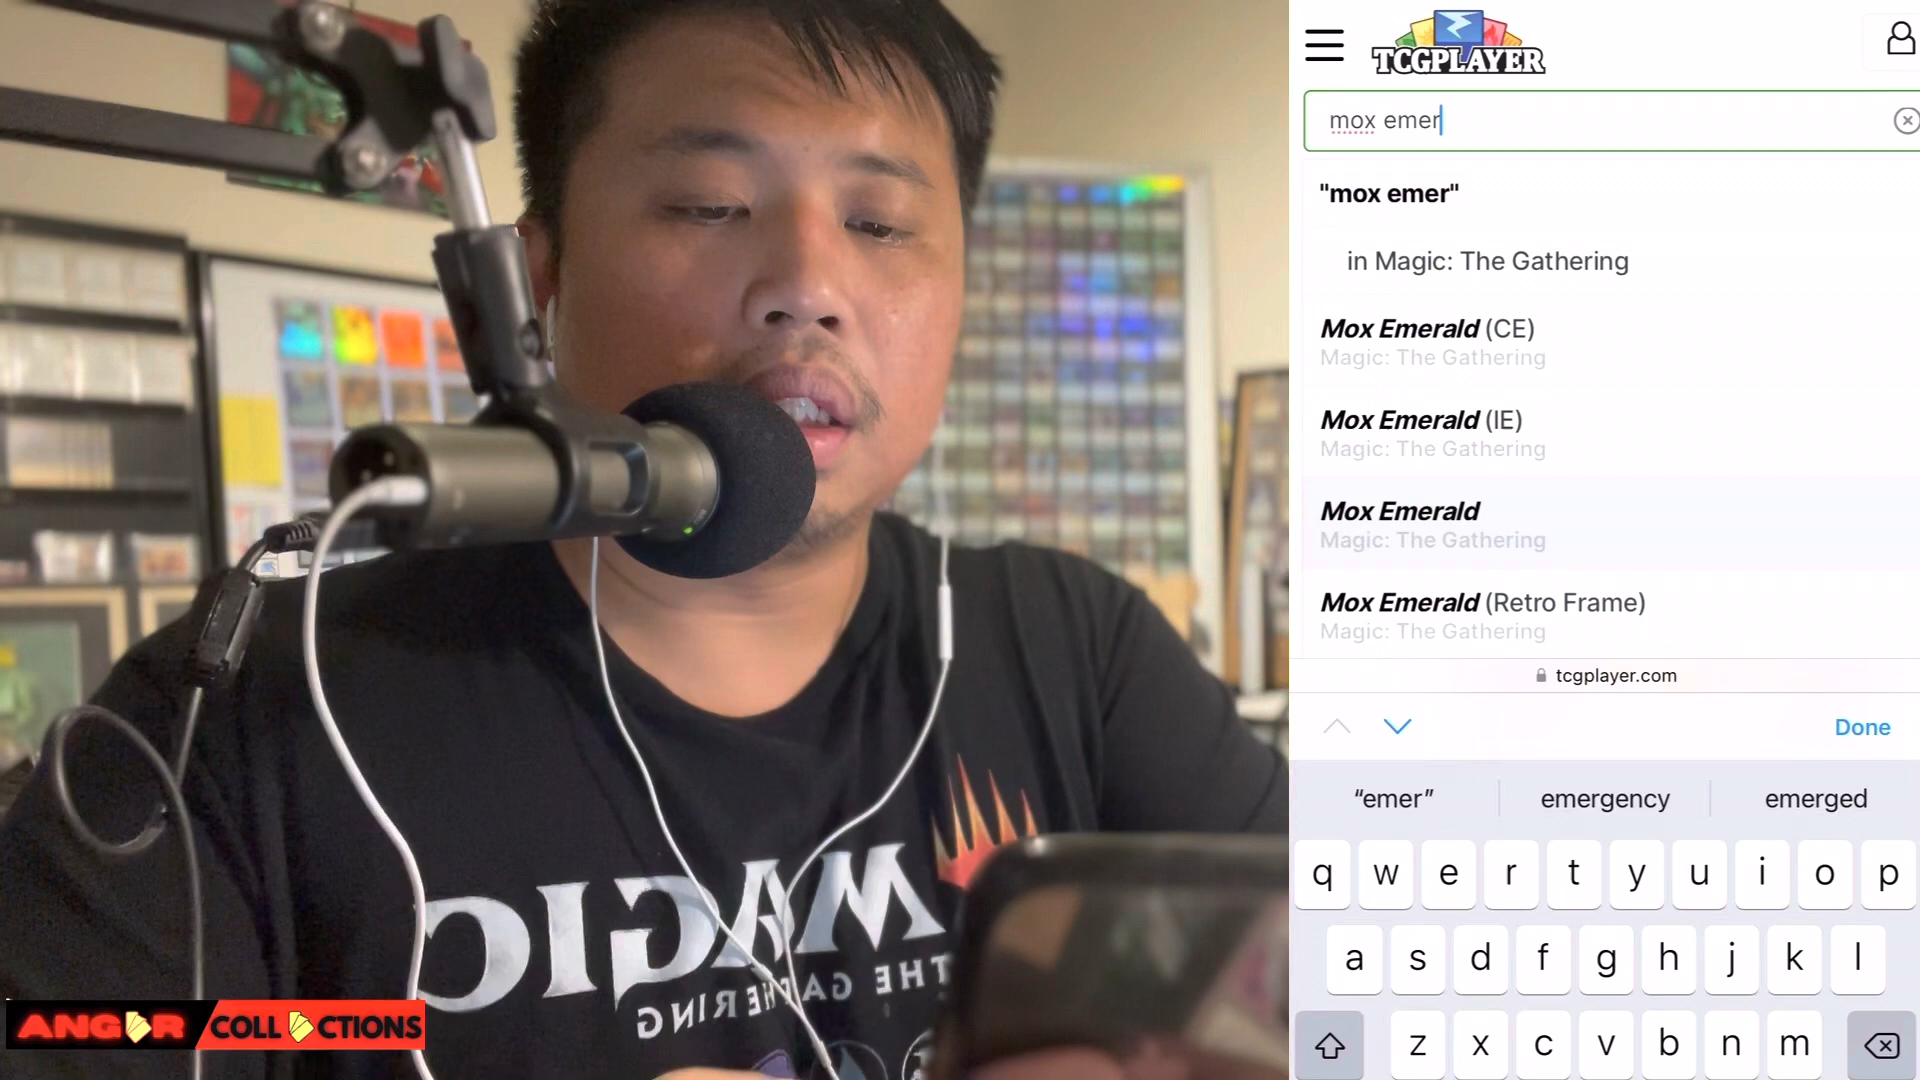 TCGPLAYER
mox emer
"mox emer"
in Magic: The Gathering
Mox Emerald (CE)
Magic: The Gathering
Mox Emerald (IE)
Magic: The Gathering
Mox Emerald
Magic: The Gathering
Mox Emerald (Retro Frame)
Magic: The Gathering
tcgplayer.com
Done
“emer” emergency emerged
q w e r t y u i o p
a s d f g h j k l
z x c v b n m
MAGIC
THE GATHERING
ANGOR COLLECTIONS